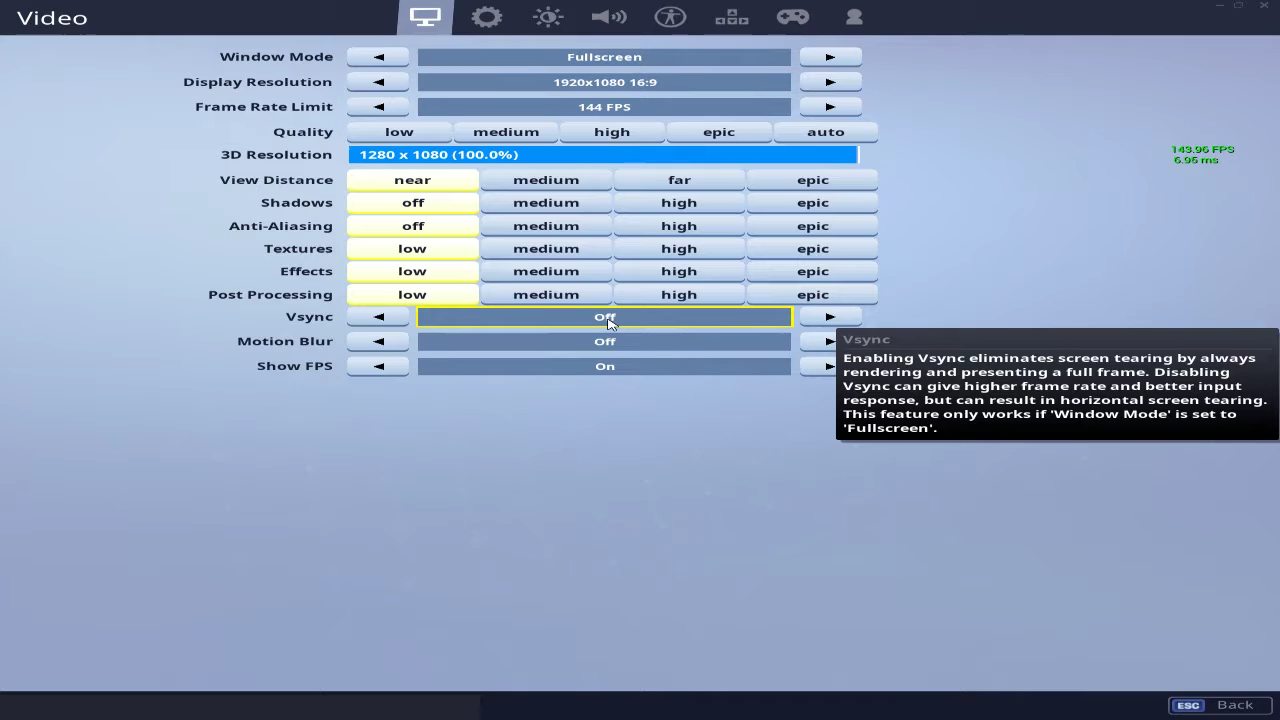 Video
Window Mode Fullscreen
Display Resolution 1920x1080 16:9
Frame Rate Limit 144 FPS
Quality low medium high epic auto
3D Resolution 1280 x 1080 (100.0%)
143.96 FPS
6.95 ms
View Distance near medium far epic
Shadows off medium high epic
Anti-Aliasing off medium high epic
Textures low medium high epic
Effects low medium high epic
Post Processing low medium high epic
Vsync Off
Motion Blur Off
Show FPS On
Vsync
Enabling Vsync eliminates screen tearing by always
rendering and presenting a full frame. Disabling
Vsync can give higher frame rate and better input
response, but can result in horizontal screen tearing.
This feature only works if 'Window Mode' is set to
'Fullscreen'.
ESC Back